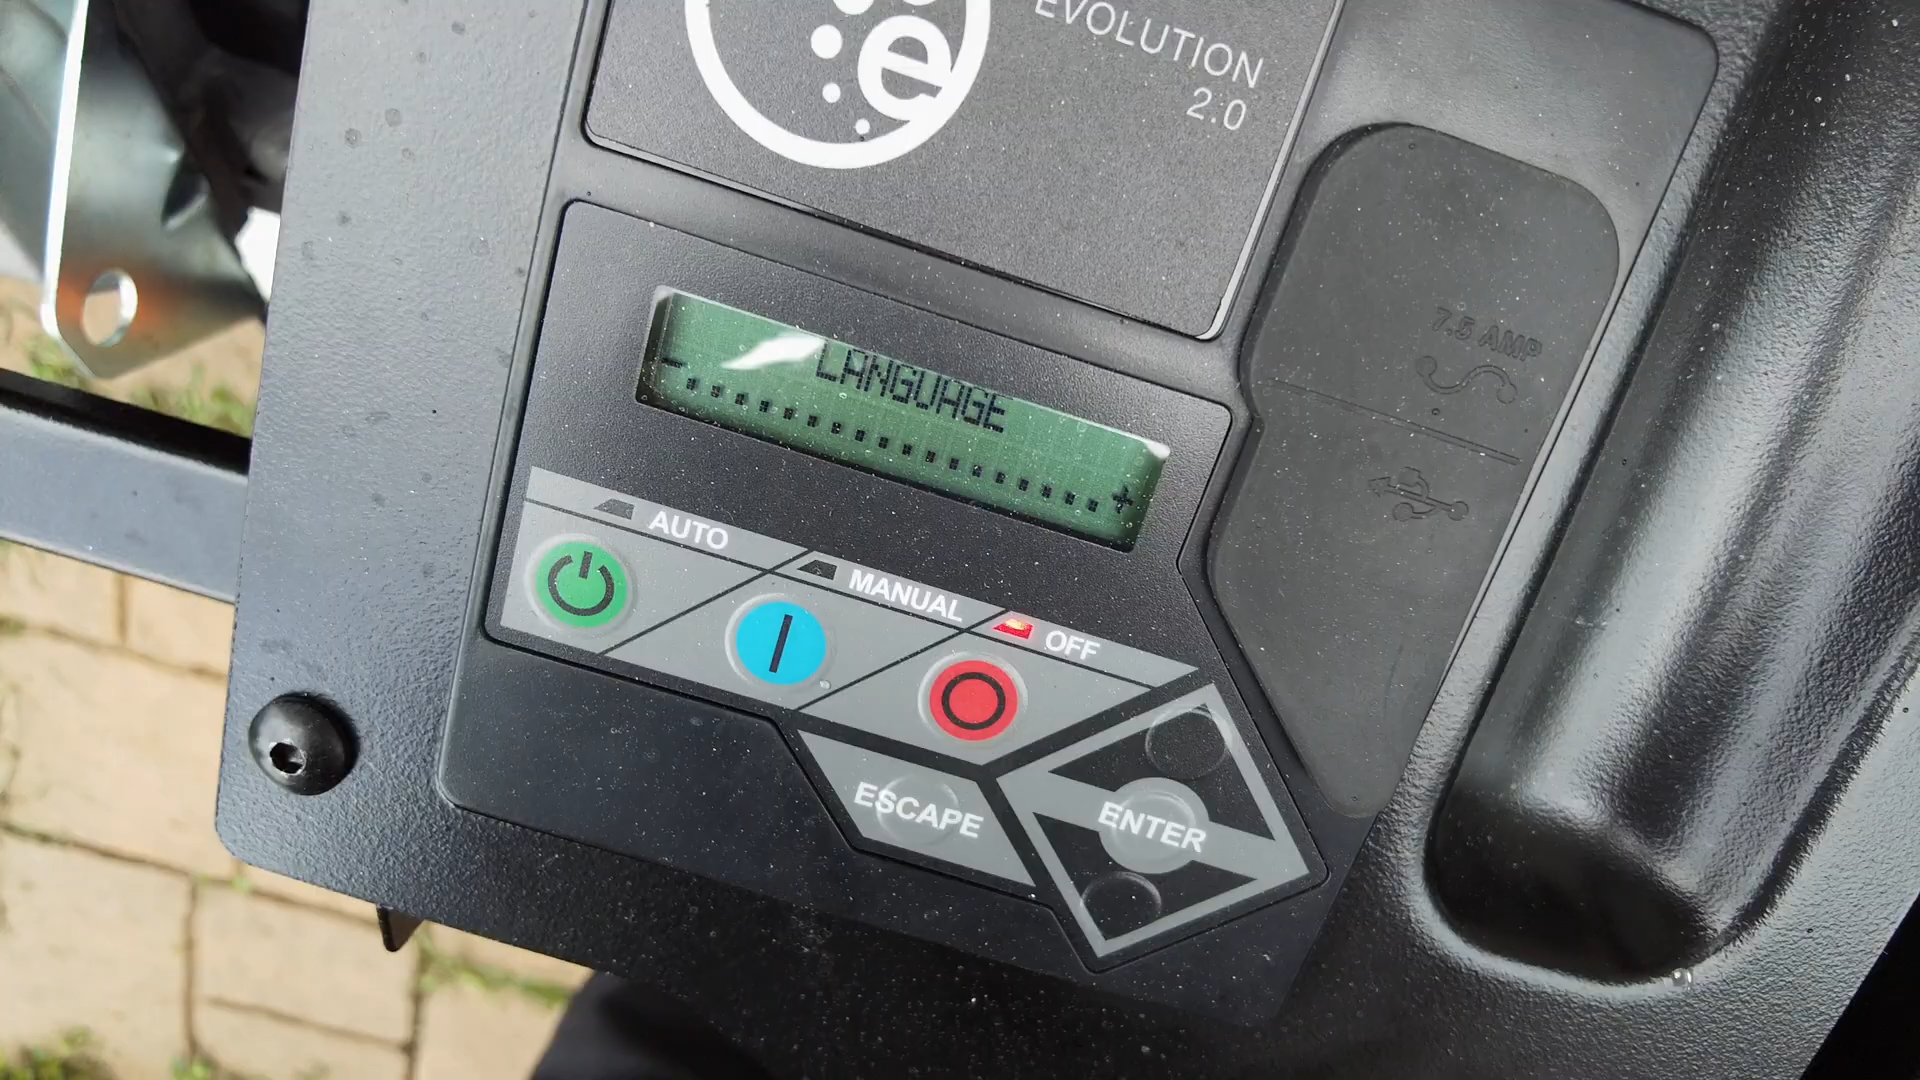 e
EVOLUTION
2.0
7.5 AMP
LANGUAGE
- +
AUTO
MANUAL
OFF
ESCAPE
ENTER